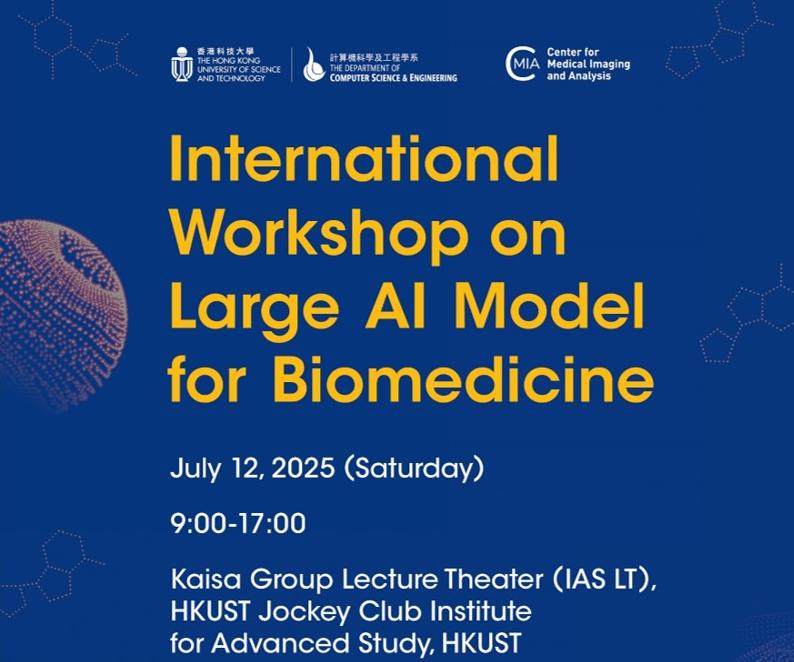 香港科技大學
THE HONG KONG
UNIVERSITY OF SCIENCE
AND TECHNOLOGY
計算機科學及工程學系
THE DEPARTMENT OF
COMPUTER SCIENCE & ENGINEERING
CMIA
Center for
Medical Imaging
and Analysis
International
Workshop on
Large AI Model
for Biomedicine
July 12, 2025 (Saturday)
9:00-17:00
Kaisa Group Lecture Theater (IAS LT),
HKUST Jockey Club Institute
for Advanced Study, HKUST